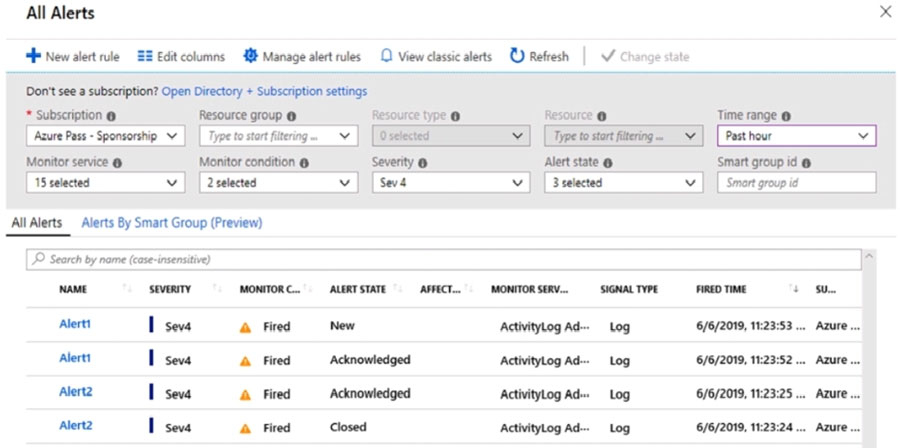 All Alerts
New alert rule Edit columns Manage alert rules View classic alerts Refresh Change state
Don't see a subscription? Open Directory + Subscription settings
* Subscription Resource group Resource type Resource Time range
Azure Pass - Sponsorship Type to start filtering ... 0 selected Type to start filtering ... Past hour
Monitor service Monitor condition Severity Alert state Smart group id
15 selected 2 selected Sev 4 3 selected Smart group id
All Alerts Alerts By Smart Group (Preview)
Search by name (case-insensitive)
NAME SEVERITY MONITOR C... ALERT STATE AFFECT... MONITOR SERV... SIGNAL TYPE FIRED TIME SU...
Alert1 Sev4 Fired New ActivityLog Ad... Log 6/6/2019, 11:23:53 ... Azure ...
Alert1 Sev4 Fired Acknowledged ActivityLog Ad... Log 6/6/2019, 11:23:52 ... Azure ...
Alert2 Sev4 Fired Acknowledged ActivityLog Ad... Log 6/6/2019, 11:23:25 ... Azure ...
Alert2 Sev4 Fired Closed ActivityLog Ad... Log 6/6/2019, 11:23:24 ... Azure ...